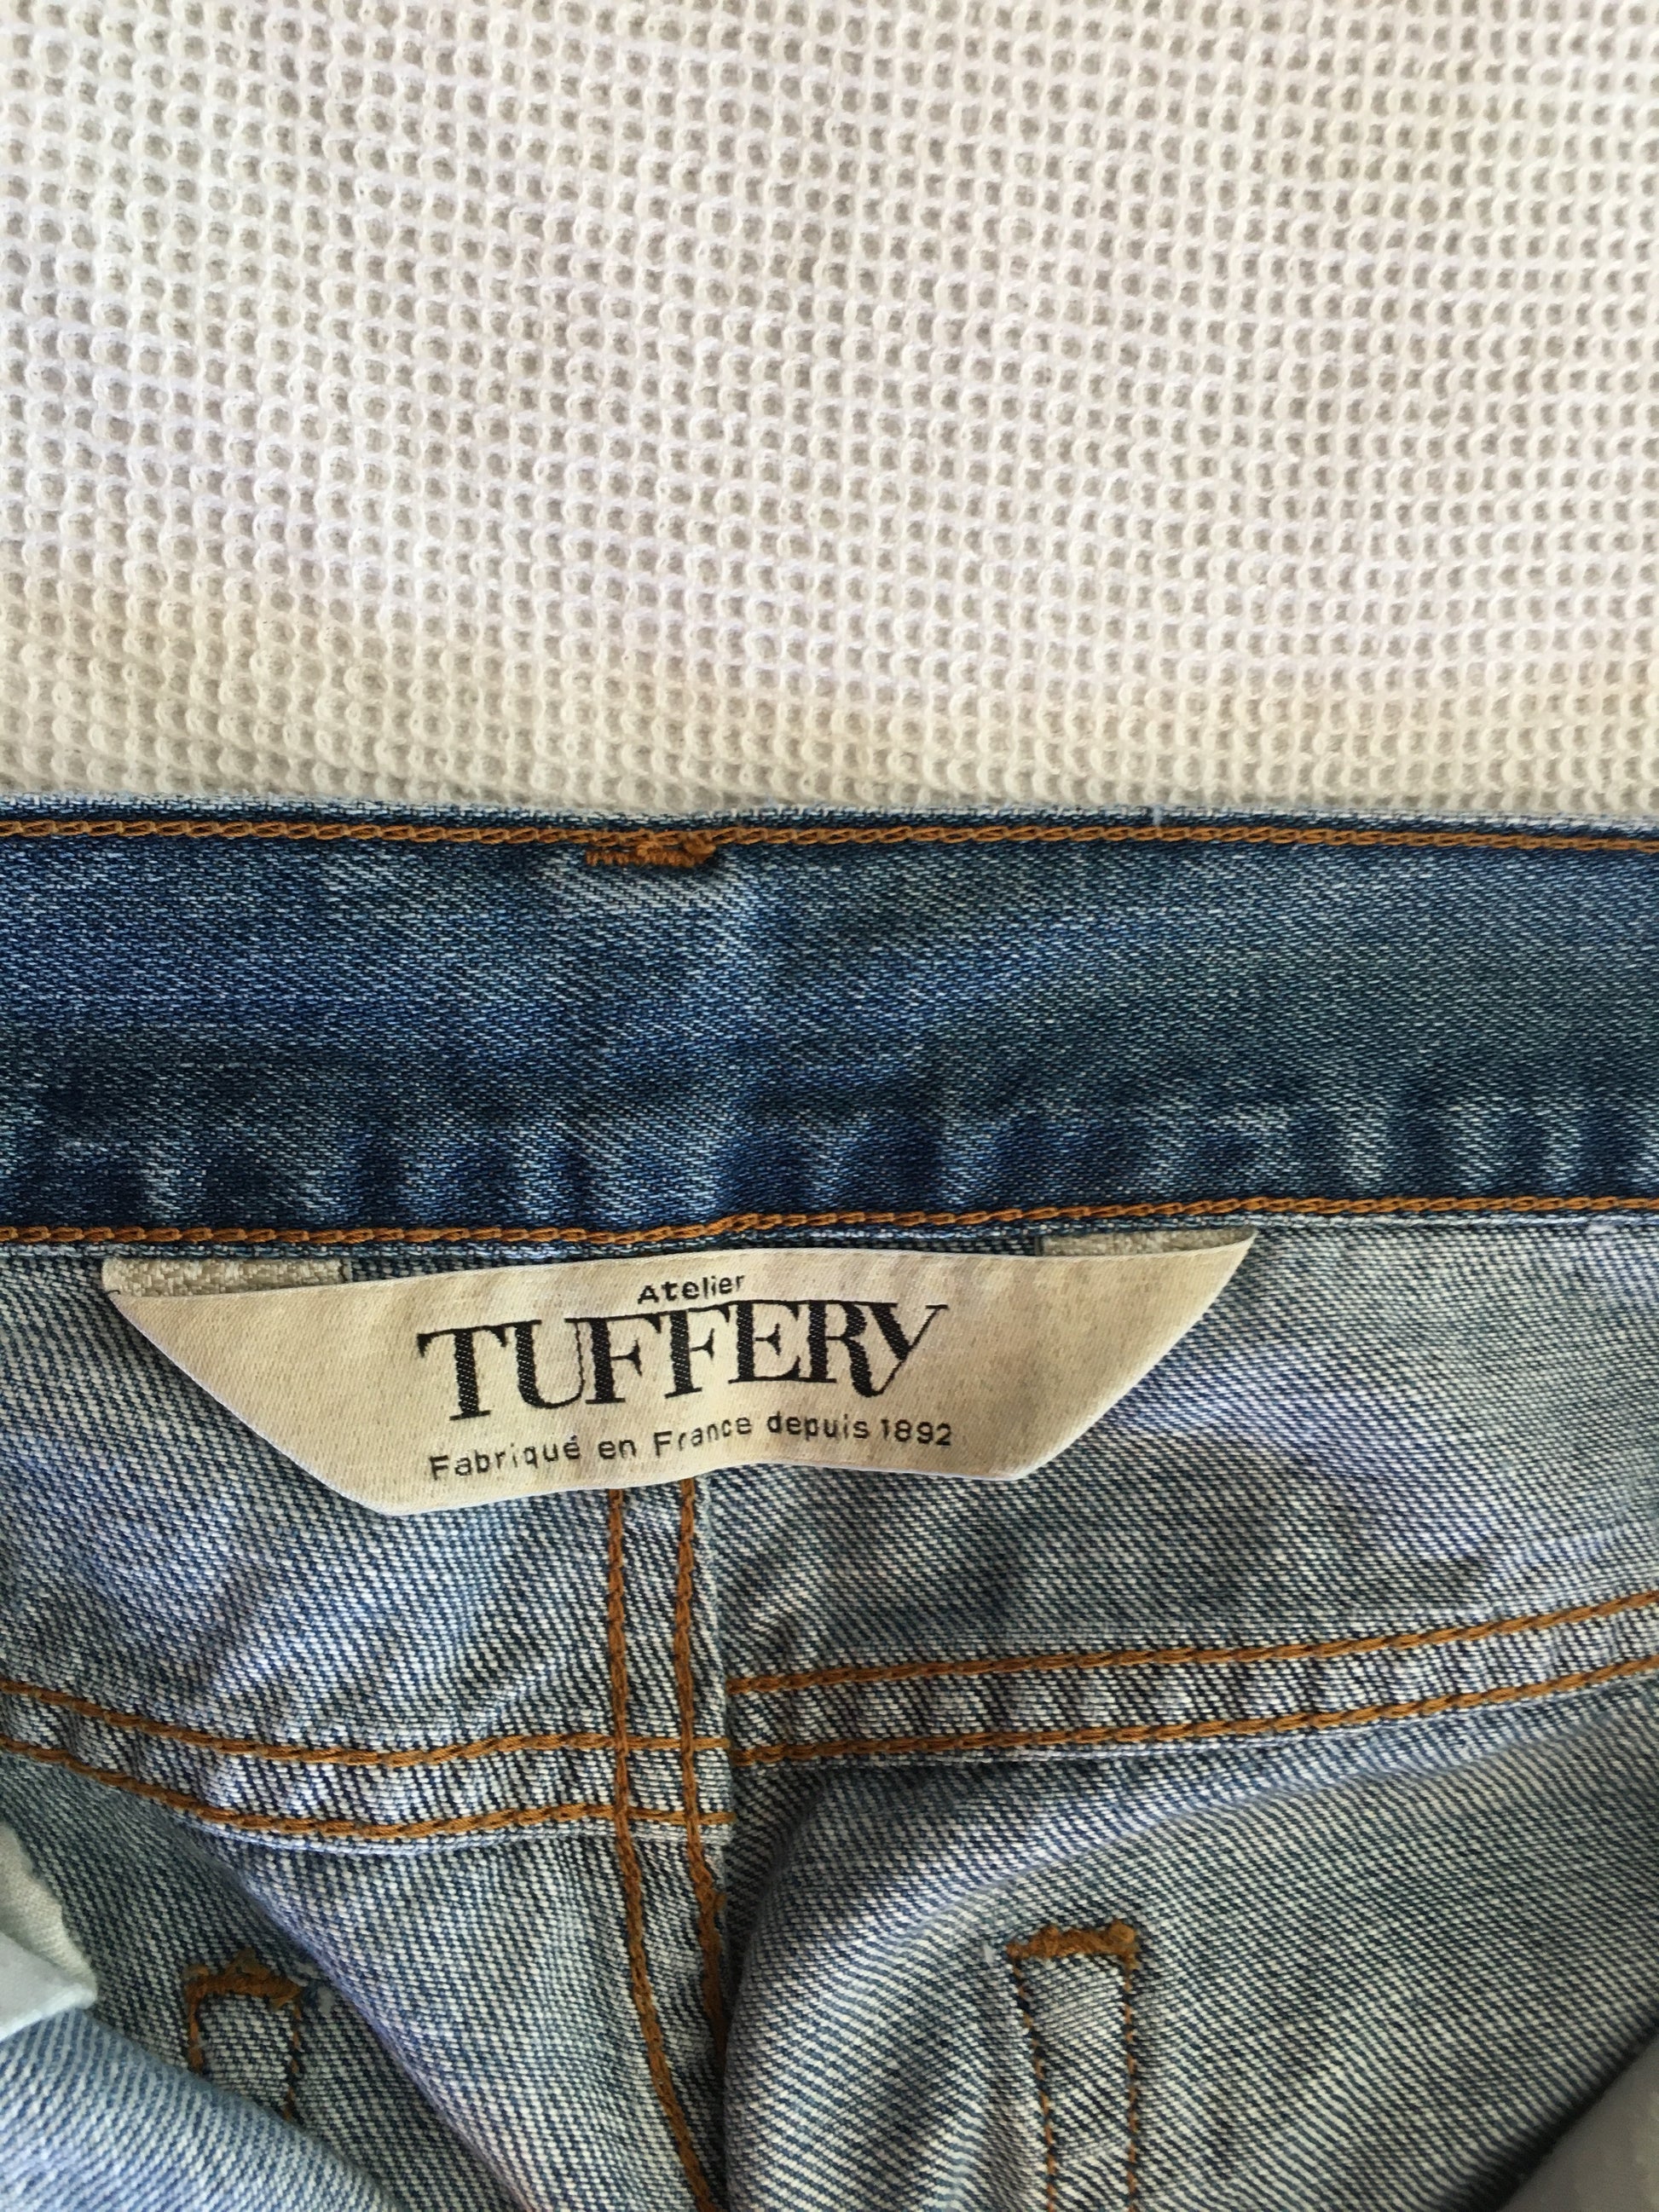 Atelier
TUFFERY
Fabriqué en France depuis 1892